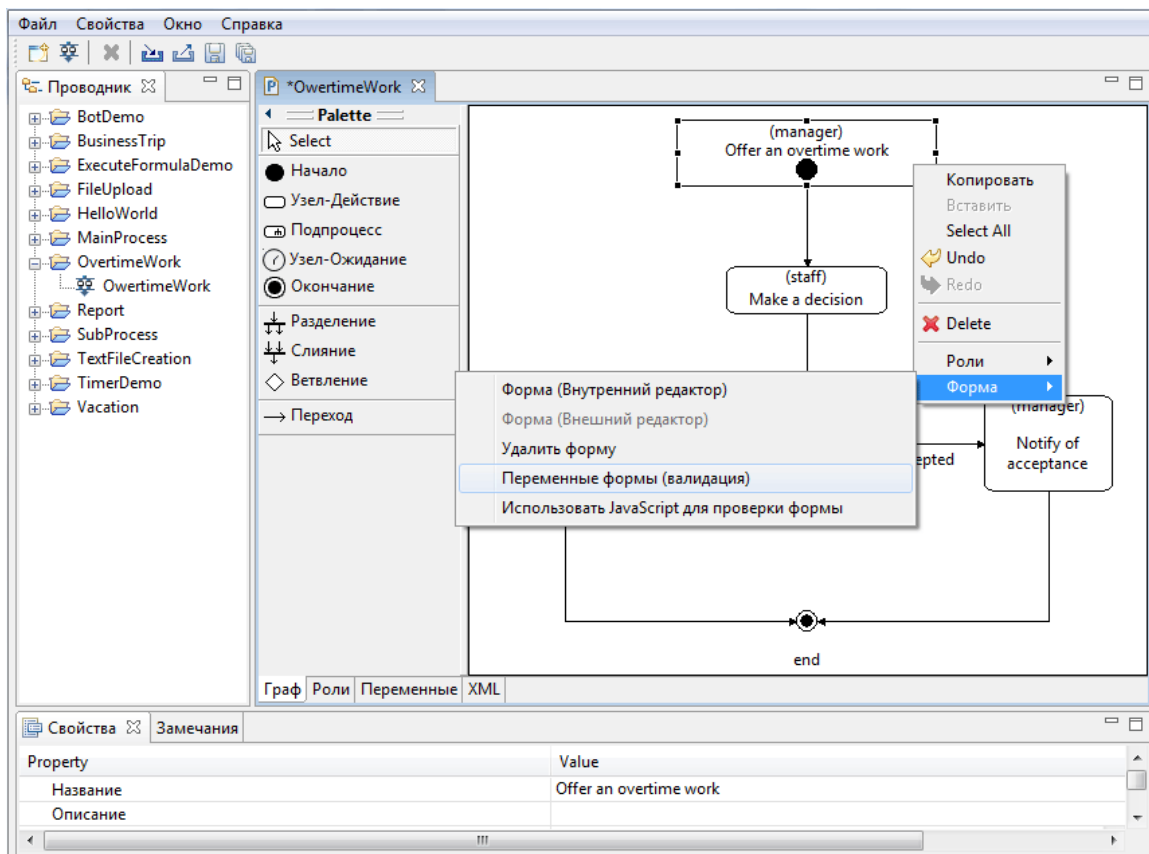 Файл Свойства Окно Справка
Проводник
BotDemo
BusinessTrip
ExecuteFormulaDemo
FileUpload
HelloWorld
MainProcess
OvertimeWork
OwertimeWork
Report
SubProcess
TextFileCreation
TimerDemo
Vacation
*OwertimeWork
Palette
Select
Начало
Узел-Действие
Подпроцесс
Узел-Ожидание
Окончание
Разделение
Слияние
Ветвление
Переход
(manager)
Offer an overtime work
(staff)
Make a decision
Копировать
Вставить
Select All
Undo
Redo
Delete
Роли
Форма
Форма (Внутренний редактор)
Форма (Внешний редактор)
Удалить форму
Переменные формы (валидация)
Использовать JavaScript для проверки формы
epted
(manager)
Notify of
acceptance
end
Граф Роли Переменные XML
Свойства Замечания
Property Value
Название Offer an overtime work
Описание